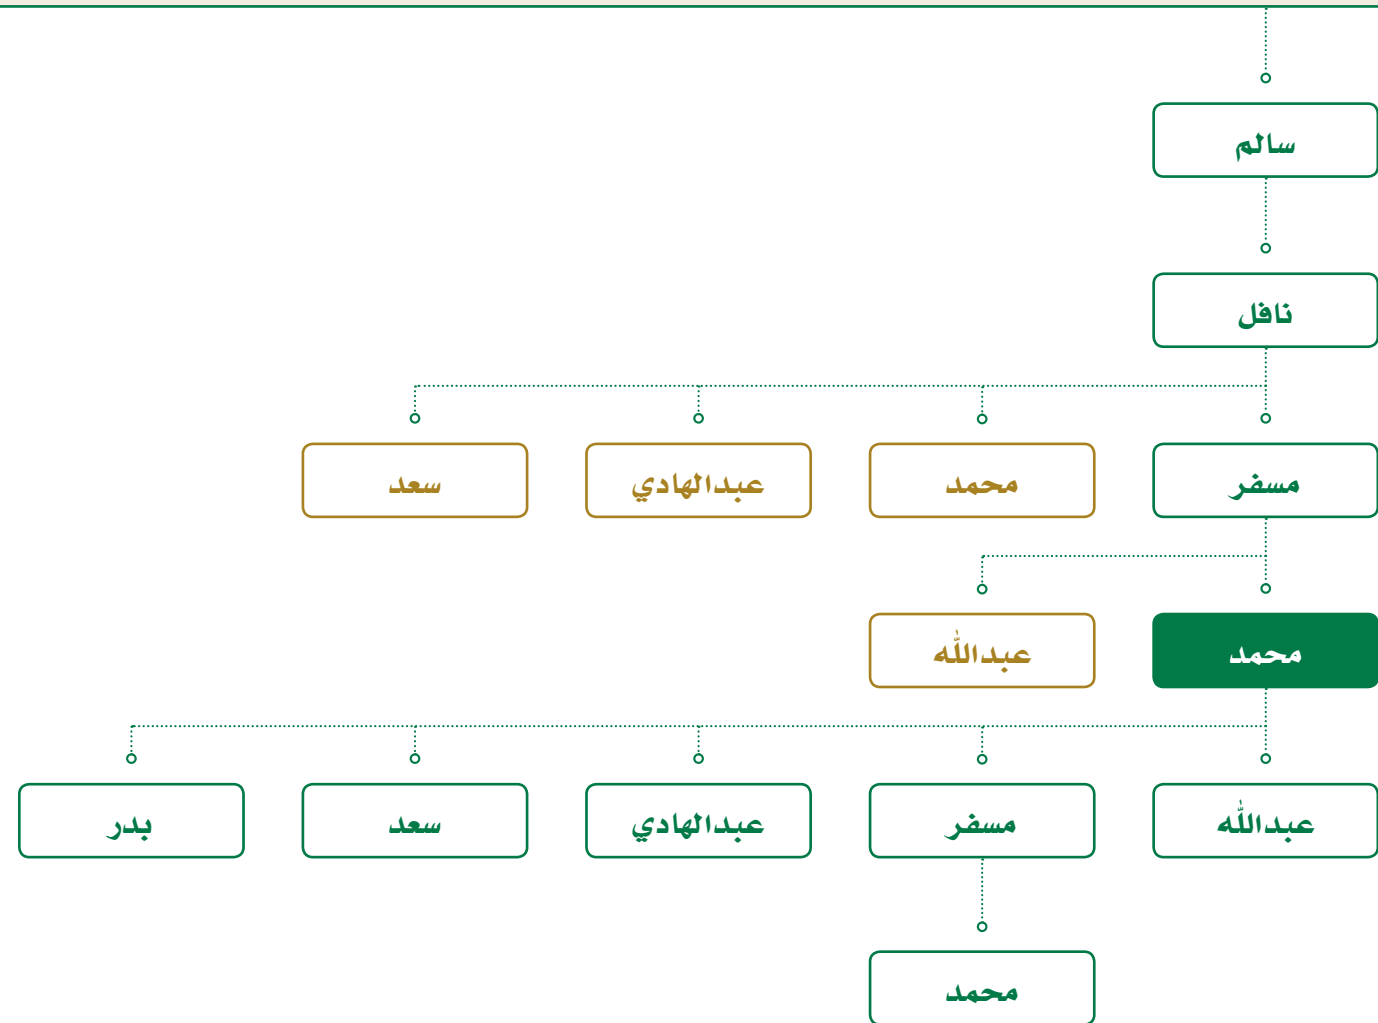 سالم
نافل
مسفر محمد عبدالهادي سعد
محمد عبدالله
عبدالله مسفر عبدالهادي سعد بدر
محمد